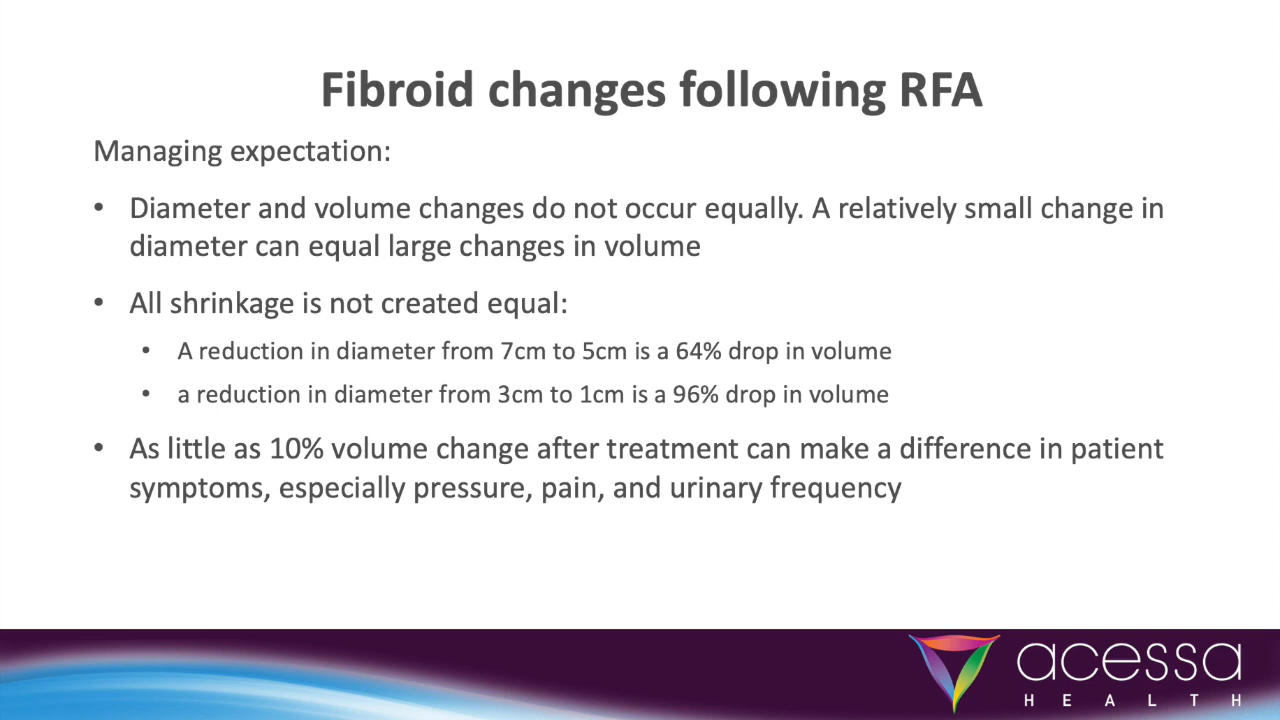 Fibroid changes following RFA
Managing expectation:
• Diameter and volume changes do not occur equally. A relatively small change in
diameter can equal large changes in volume
• All shrinkage is not created equal:
• A reduction in diameter from 7cm to 5cm is a 64% drop in volume
• a reduction in diameter from 3cm to 1cm is a 96% drop in volume
• As little as 10% volume change after treatment can make a difference in patient
symptoms, especially pressure, pain, and urinary frequency
acessa
HEALTH